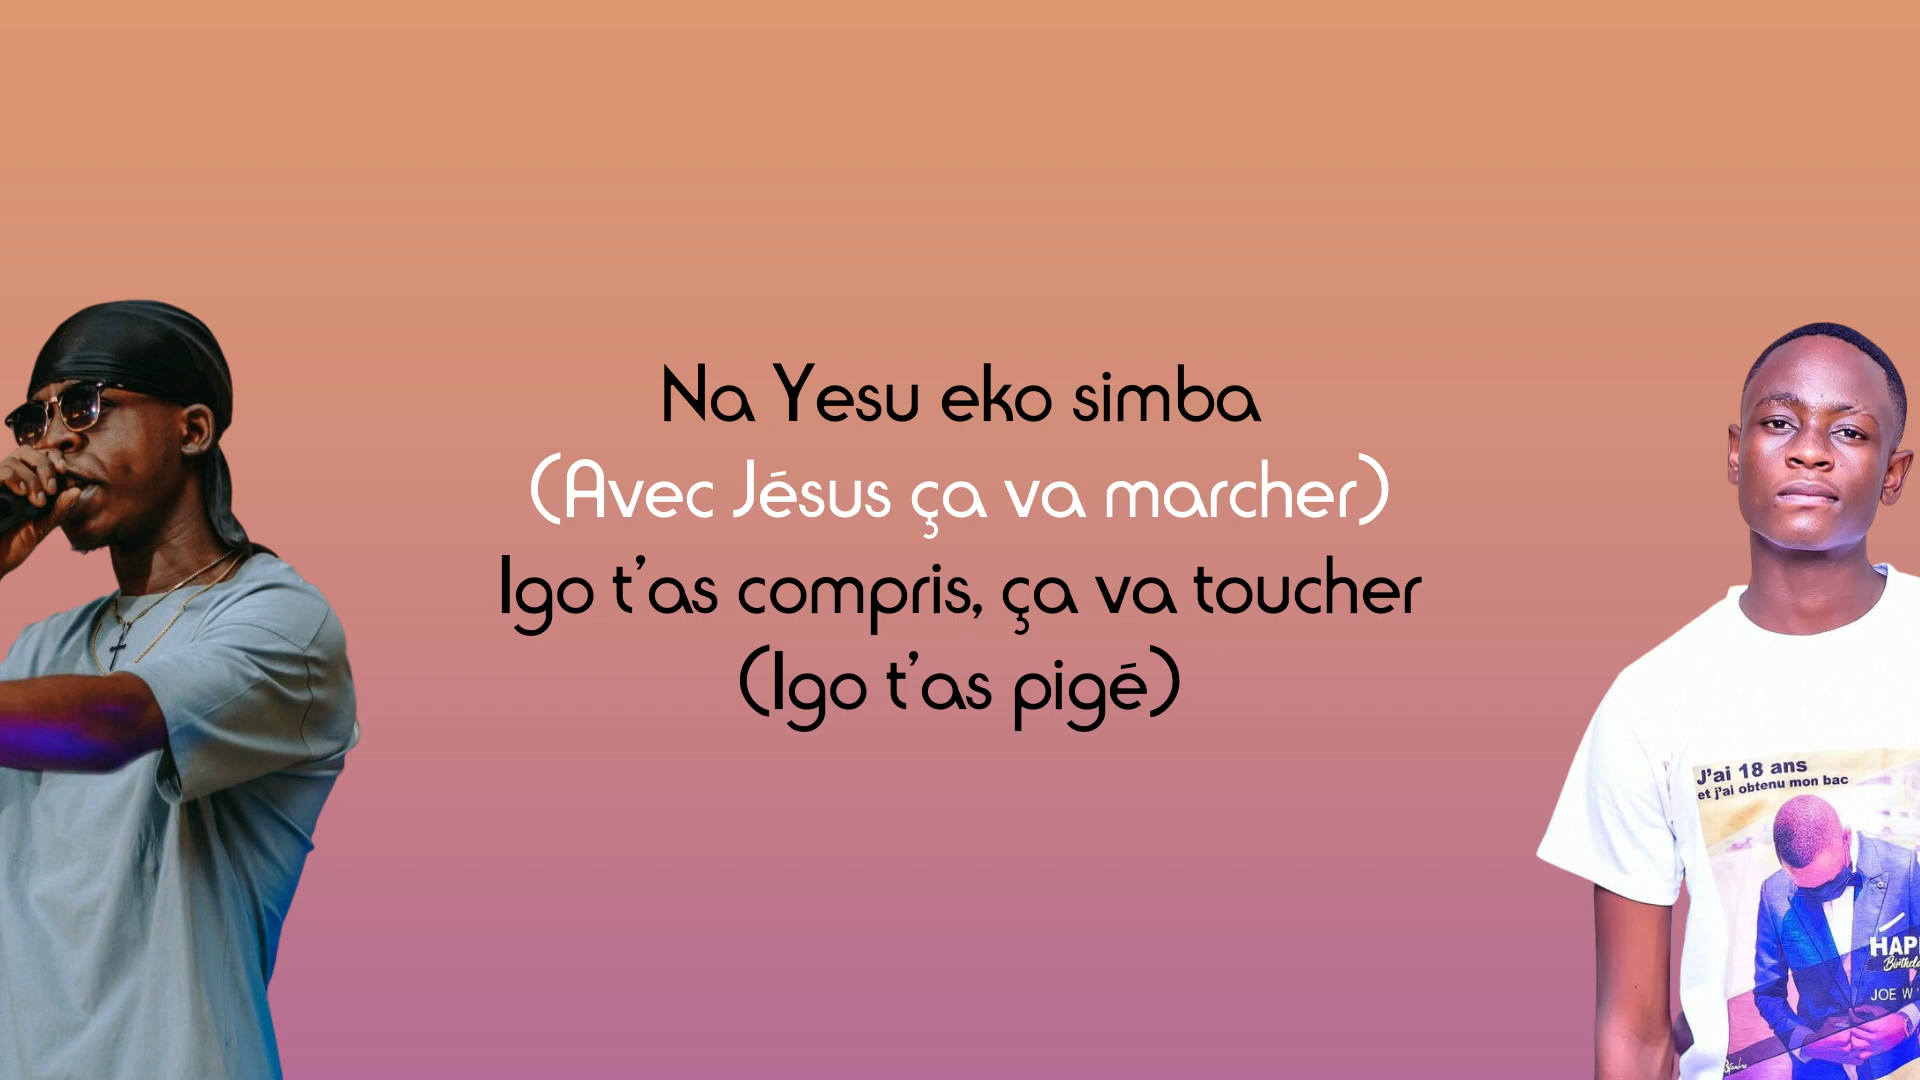 Na Yesu eko simba
(Avec Jésus ça va marcher)
Igo t'as compris, ça va toucher
(Igo t'as pigé)
J'ai 18 ans
et j'ai obtenu mon bac
JOE W